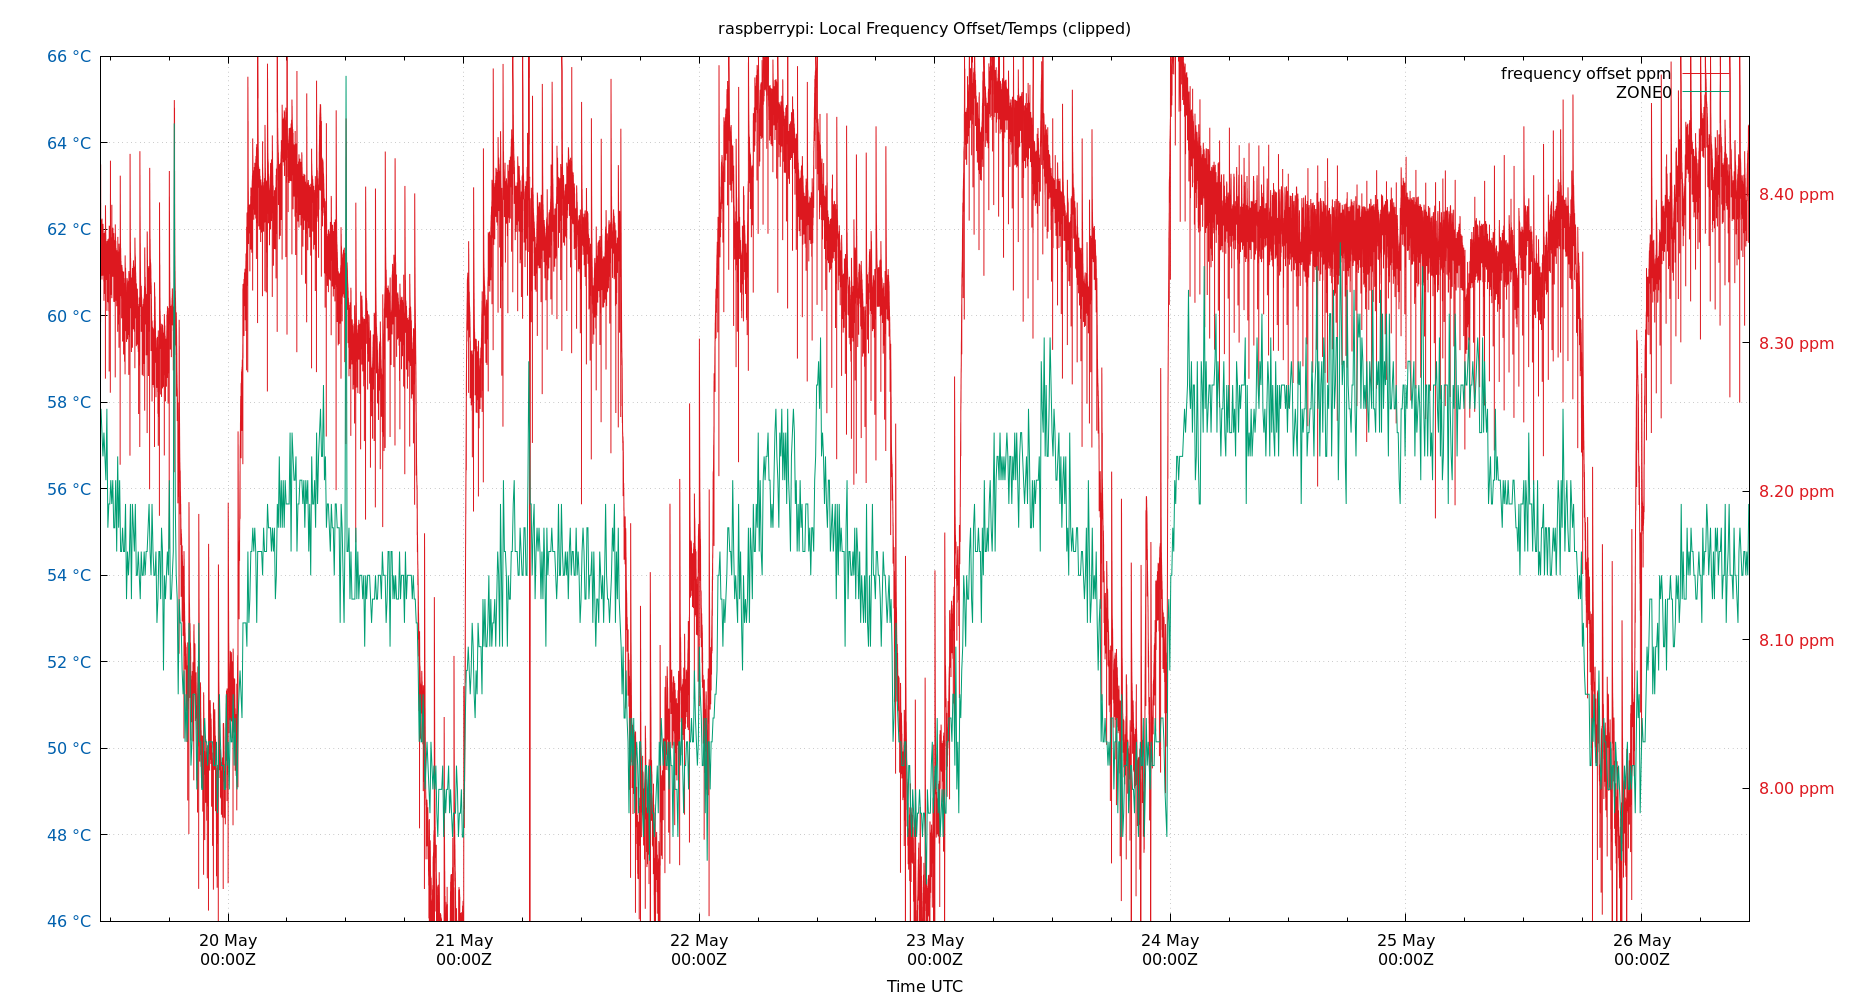 raspberrypi: Local Frequency Offset/Temps (clipped)
66 °C
64 °C
62 °C
60 °C
58 °C
56 °C
54 °C
52 °C
50 °C
48 °C
46 °C
frequency offset ppm
ZONE0
8.40 ppm
8.30 ppm
8.20 ppm
8.10 ppm
8.00 ppm
20 May 21 May 22 May 23 May 24 May 25 May 26 May
00:00Z 00:00Z 00:00Z 00:00Z 00:00Z 00:00Z 00:00Z
Time UTC